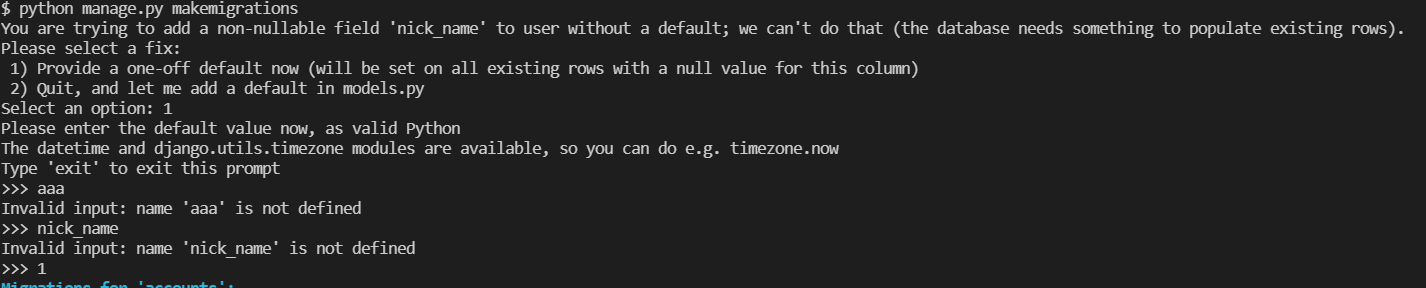 $ python manage.py makemigrations
You are trying to add a non-nullable field 'nick_name' to user without a default; we can't do that (the database needs something to populate existing rows).
Please select a fix:
 1) Provide a one-off default now (will be set on all existing rows with a null value for this column)
 2) Quit, and let me add a default in models.py
Select an option: 1
Please enter the default value now, as valid Python
The datetime and django.utils.timezone modules are available, so you can do e.g. timezone.now
Type 'exit' to exit this prompt
>>> aaa
Invalid input: name 'aaa' is not defined
>>> nick_name
Invalid input: name 'nick_name' is not defined
>>> 1
Migrations for 'accounts':